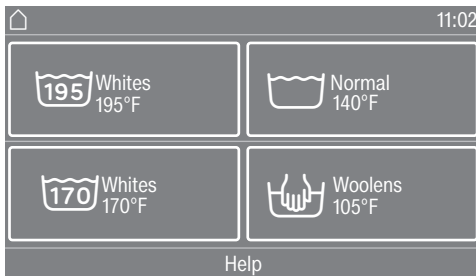 11:02
195 Whites
195°F
Normal
140°F
170 Whites
170°F
Woolens
105°F
Help